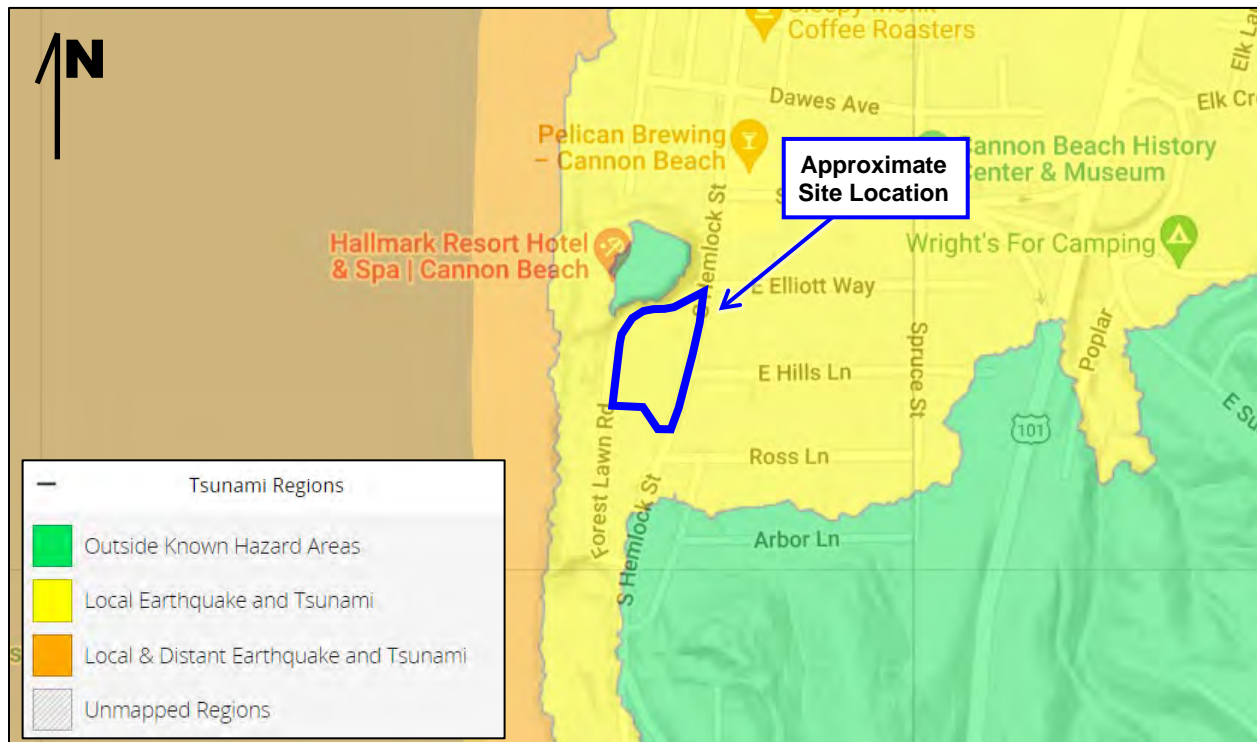 N
Coffee Roasters
Elk
Dawes Ave
Elk
Pelican Brewing
– Cannon Beach
Approximate
Site Location
Cannon Beach History
Center & Museum
S Hemlock St
Hallmark Resort Hotel
& Spa | Cannon Beach
Wright's For Camping
E Elliott Way
Spruce St
Poplar
E Hills Ln
101
Forest Lawn Rd
Ross Ln
S Hemlock St
Arbor Ln
Tsunami Regions
Outside Known Hazard Areas
Local Earthquake and Tsunami
Local & Distant Earthquake and Tsunami
Unmapped Regions